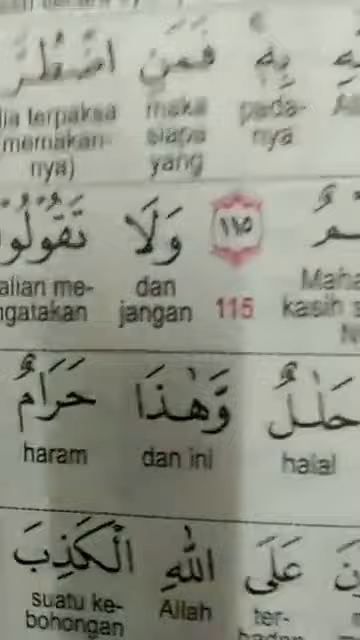 بِهٖ فَمَنِ اضْطُرَّ
pada- maka dia terpaksa
nya siapa (memakan-
yang nya)
١١٥ وَلَا تَقُولُوا
Maha dan kalian me-
kasih 115 jangan ngatakan
حَلٰلٌ وَّهٰذَا حَرَامٌ
halal dan ini haram
عَلَى اللّٰهِ الْكَذِبَ
ter- Allah suatu ke-
bohongan